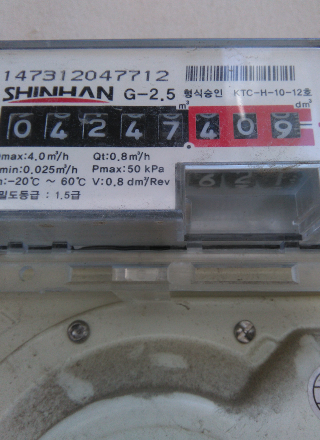 147312047712
SHINHAN G-2.5 형식승인 KTC-H-10-12호
m³ dm³
04247409
Qmax: 4.0m³/h Qt: 0.8m³/h
min: 0.025m³/h Pmax: 50 kPa
-20℃ ~ 60℃ V: 0.8 dm³/Rev
밀도등급 : 1.5급